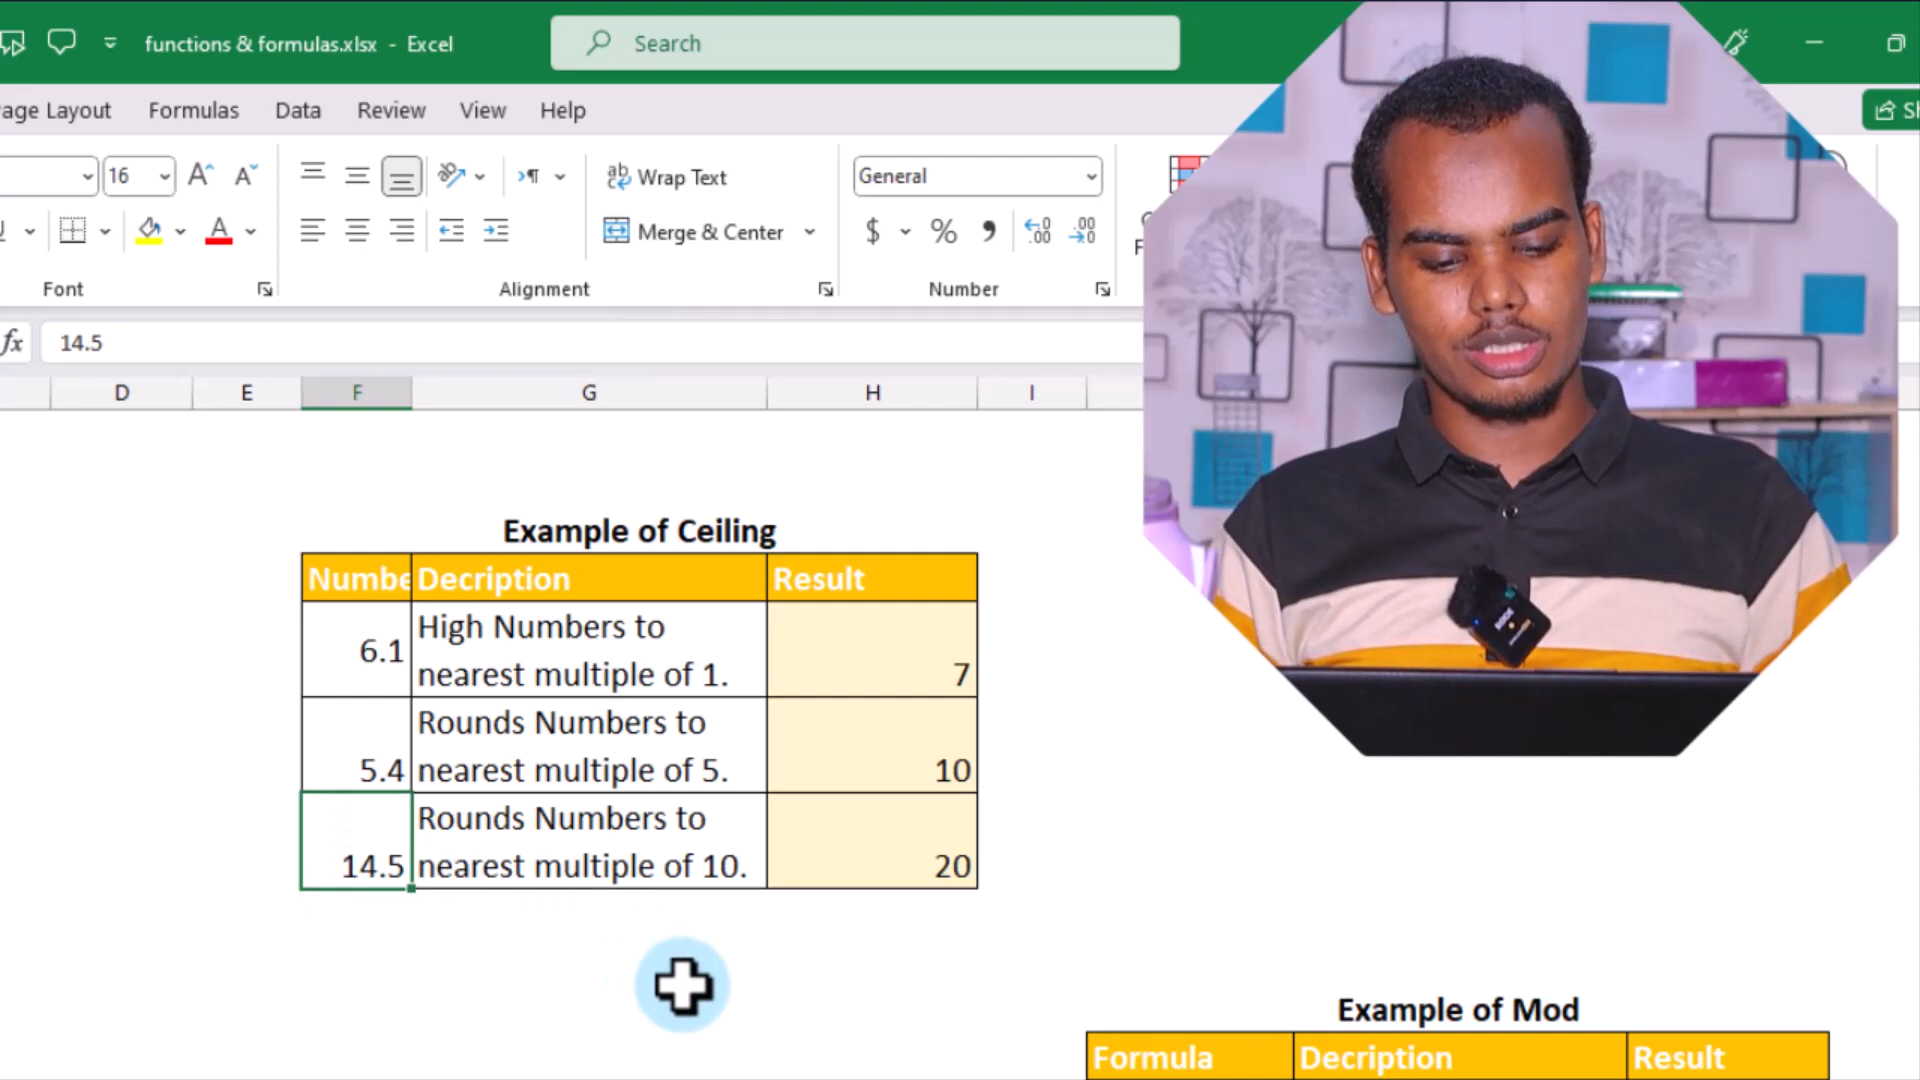 functions & formulas.xlsx - Excel
Search
age Layout
Formulas
Data
Review
View
Help
Sh
16
Wrap Text
General
Merge & Center
$
%
Font
Alignment
Number
fx
14.5
D
E
F
G
H
I
Example of Ceiling
Numbe
Decription
Result
6.1
High Numbers to
nearest multiple of 1.
7
5.4
Rounds Numbers to
nearest multiple of 5.
10
14.5
Rounds Numbers to
nearest multiple of 10.
20
Example of Mod
Formula
Decription
Result